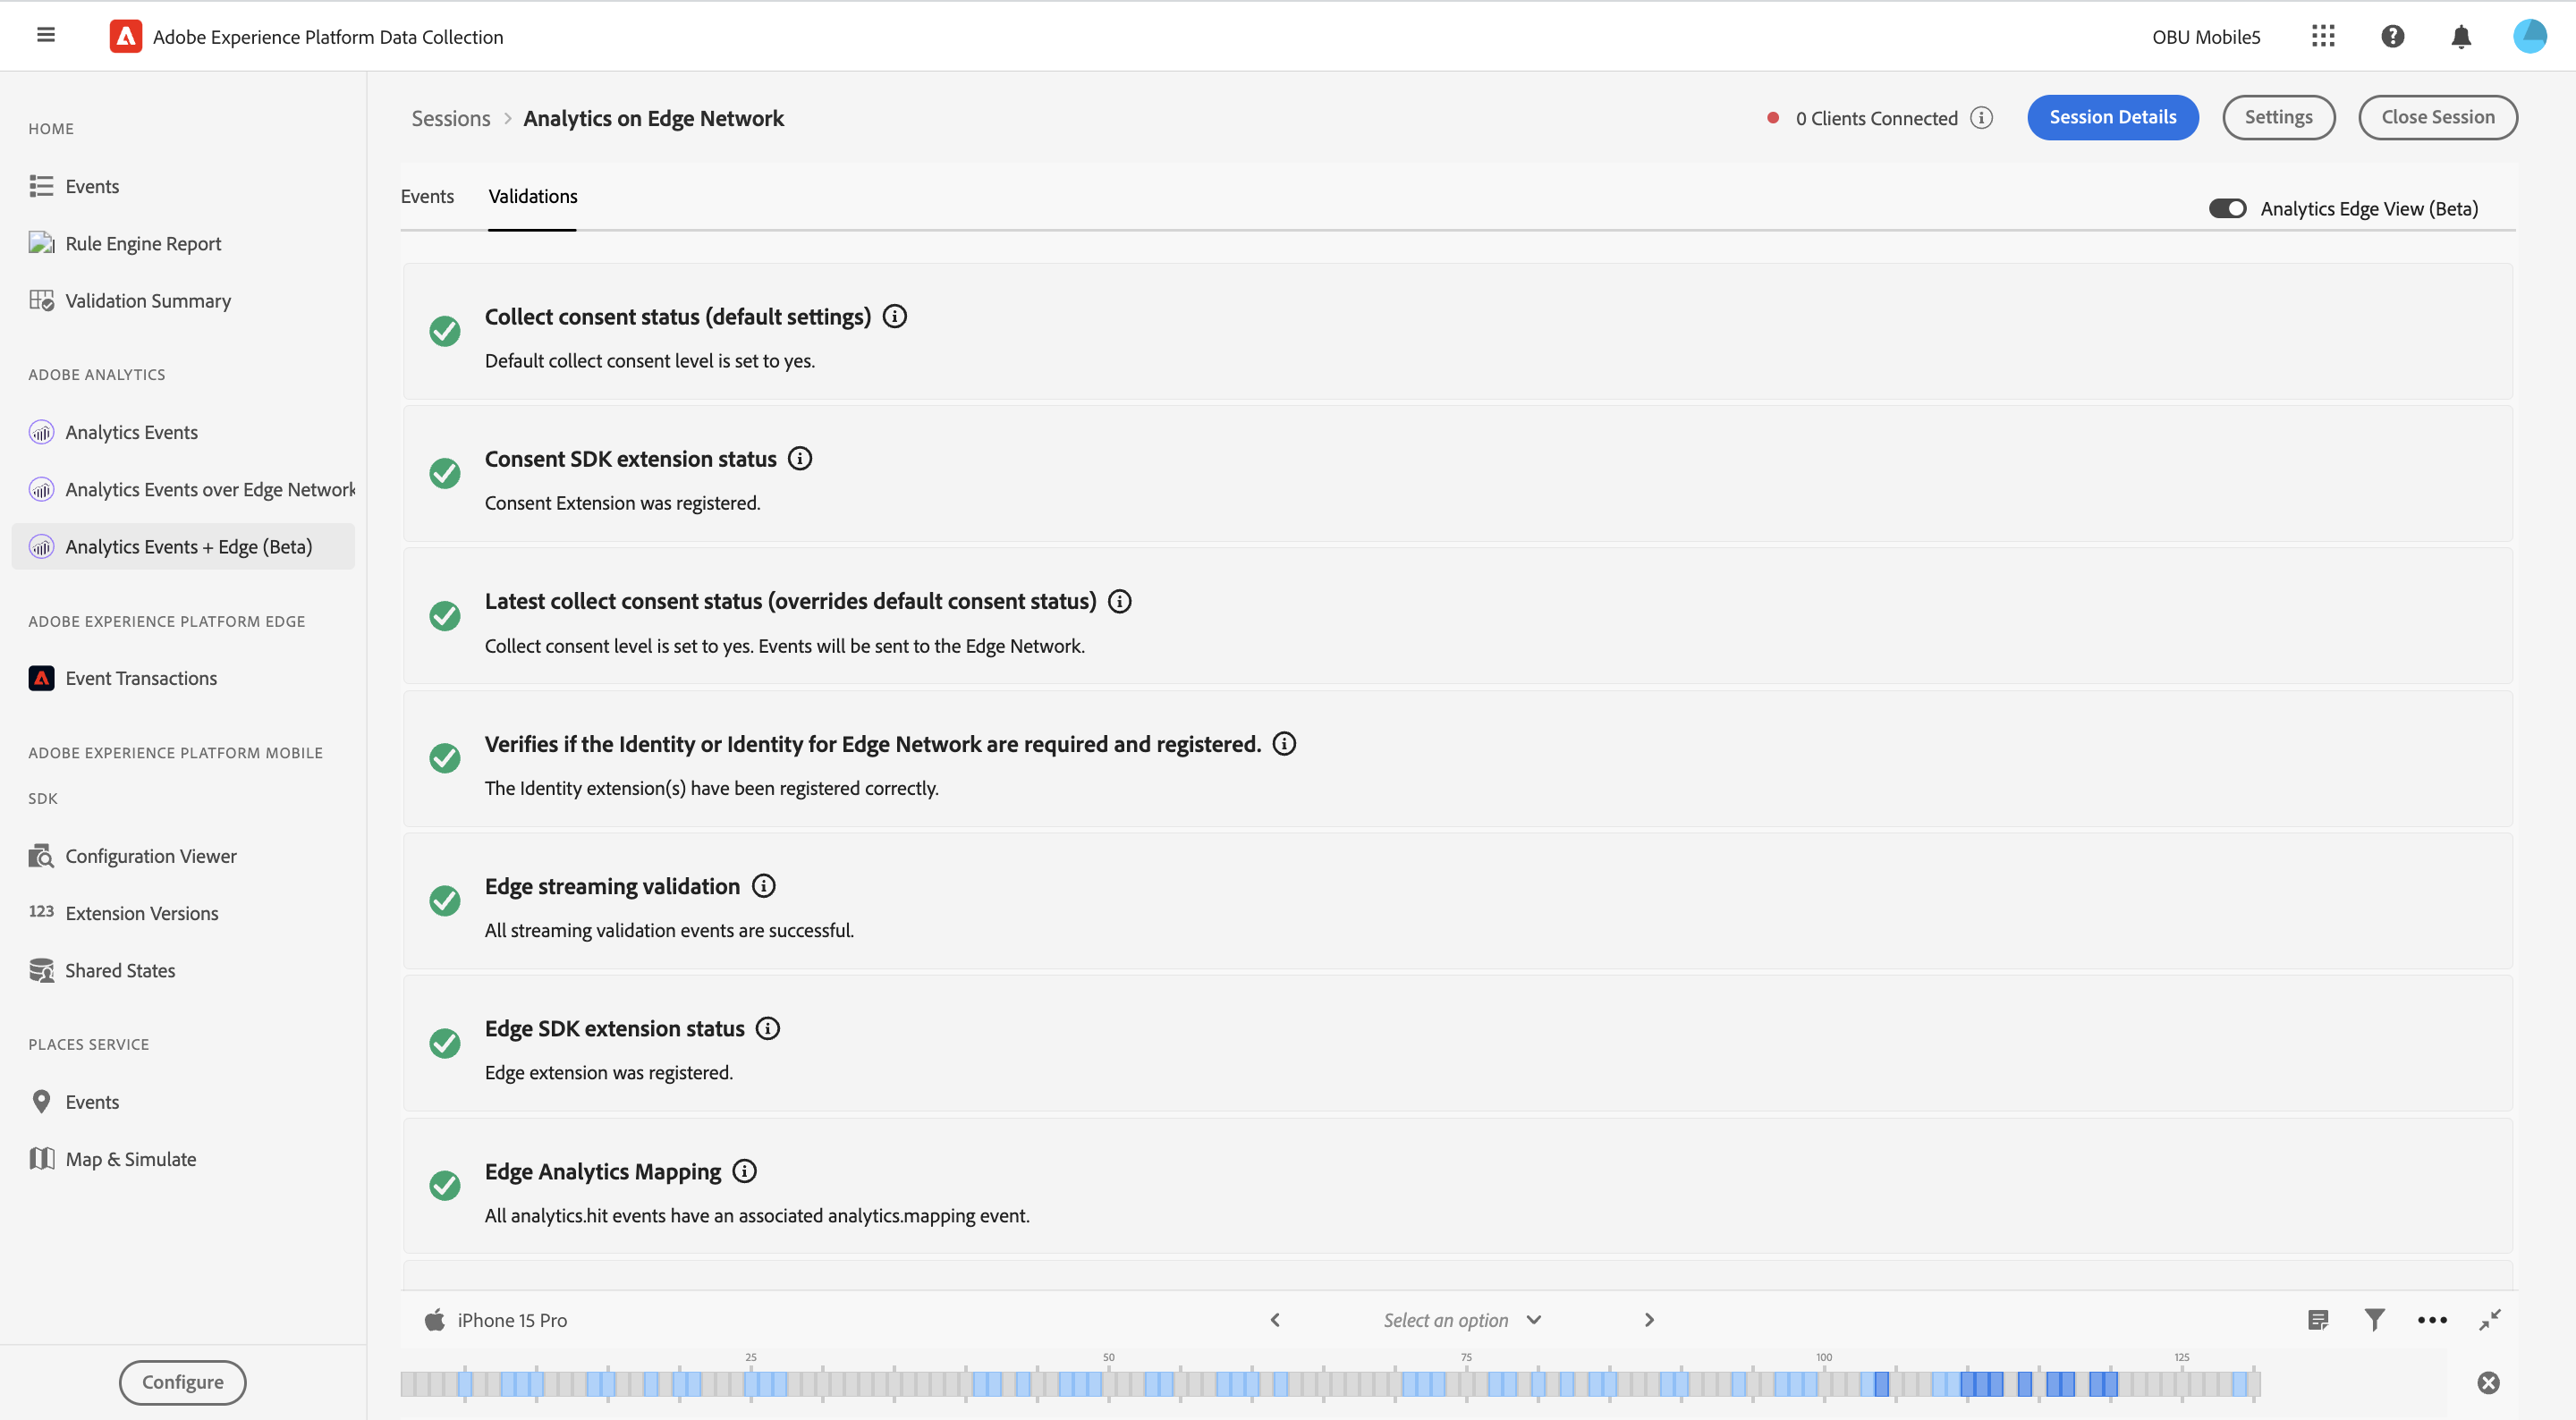 Adobe Experience Platform Data Collection
OBU Mobile5
HOME
Events
Rule Engine Report
Validation Summary
ADOBE ANALYTICS
Analytics Events
Analytics Events over Edge Network
Analytics Events + Edge (Beta)
ADOBE EXPERIENCE PLATFORM EDGE
Event Transactions
ADOBE EXPERIENCE PLATFORM MOBILE
SDK
Configuration Viewer
123 Extension Versions
Shared States
PLACES SERVICE
Events
Map & Simulate
Configure
Sessions > Analytics on Edge Network
0 Clients Connected
Session Details
Settings
Close Session
Events
Validations
Analytics Edge View (Beta)
Collect consent status (default settings)
Default collect consent level is set to yes.
Consent SDK extension status
Consent Extension was registered.
Latest collect consent status (overrides default consent status)
Collect consent level is set to yes. Events will be sent to the Edge Network.
Verifies if the Identity or Identity for Edge Network are required and registered.
The Identity extension(s) have been registered correctly.
Edge streaming validation
All streaming validation events are successful.
Edge SDK extension status
Edge extension was registered.
Edge Analytics Mapping
All analytics.hit events have an associated analytics.mapping event.
iPhone 15 Pro
Select an option
25 50 75 100 125